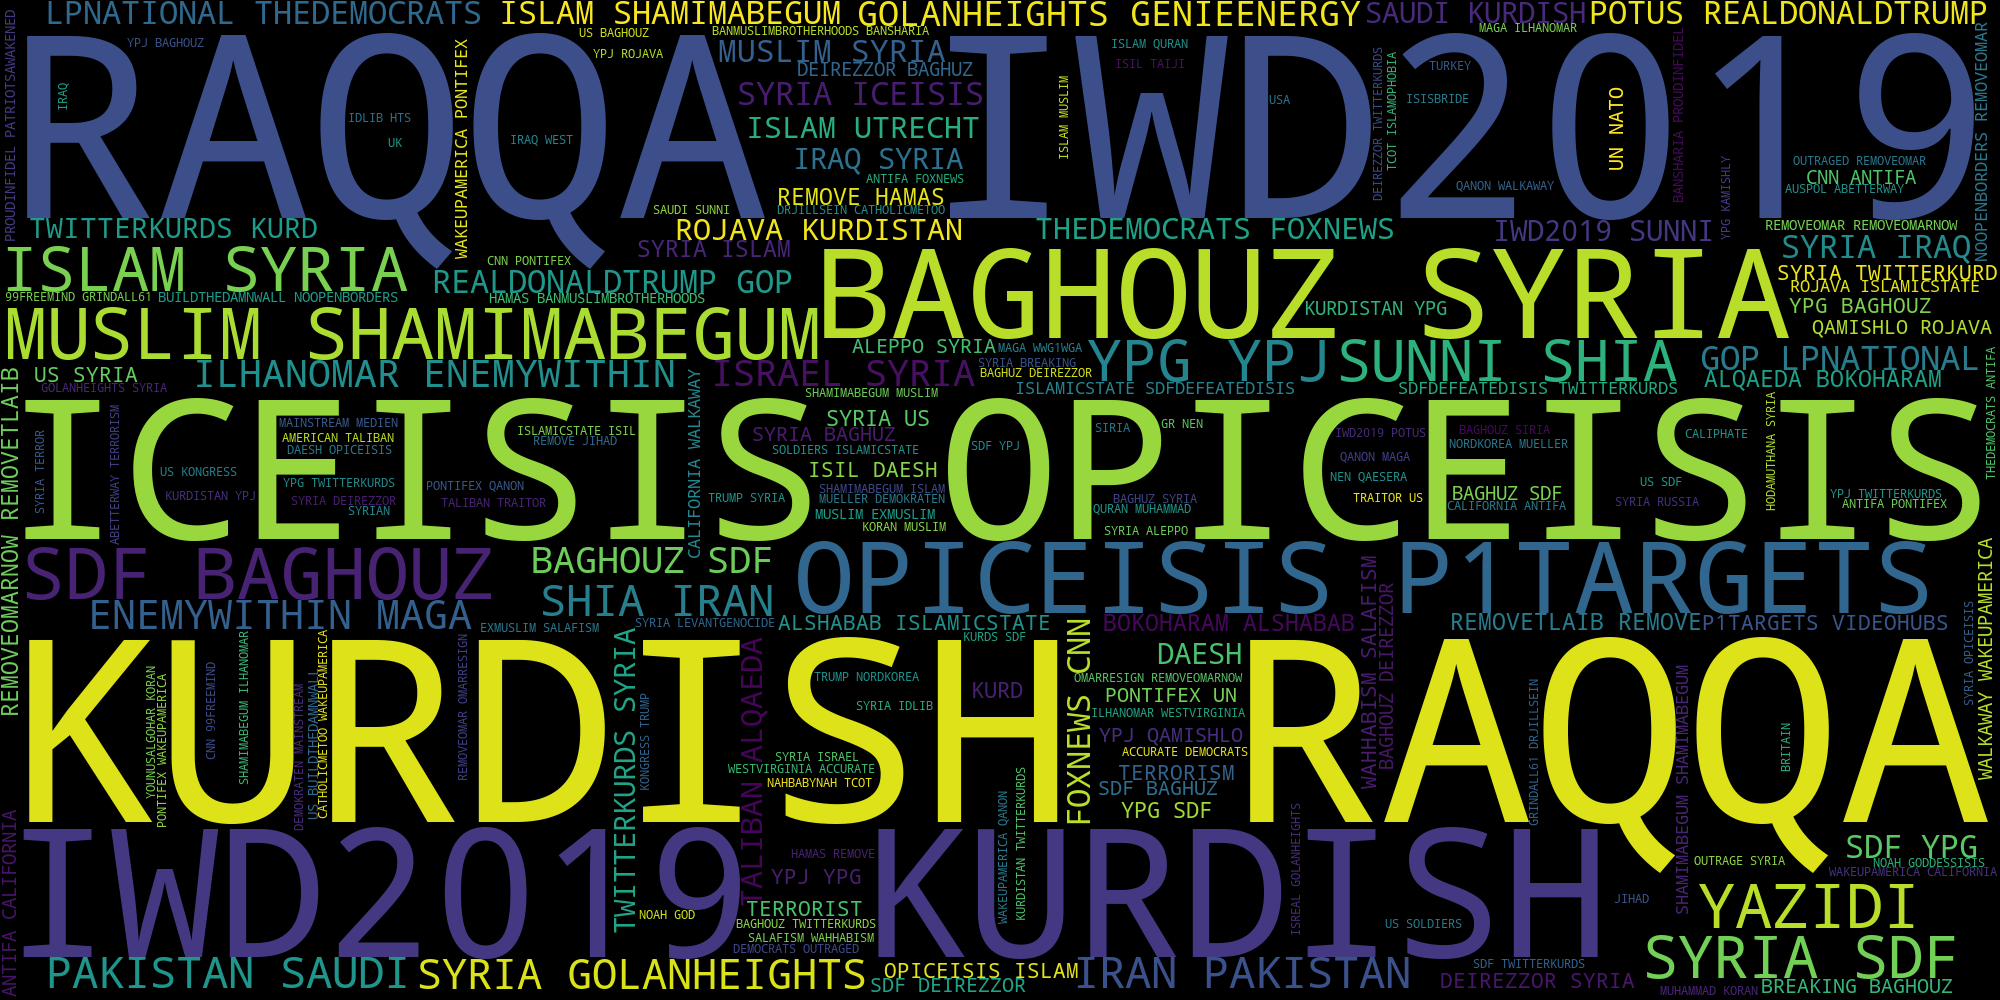 LPNATIONAL THEDEMOCRATS
ISLAM SHAMIMABEGUM
GOLANHEIGHTS GENIEENERGY
SAUDI KURDISH
POTUS REALDONALDTRUMP
PROUDINFIDEL PATRIOTSAWAKENED
YPJ BAGHOUZ
RAQQA IWD2019
US BAGHOUZ
BANMUSLIMBROTHERHOODS BANSHARIA
MAGA ILHANOMAR
YPJ ROJAVA
MUSLIM SYRIA
ISLAM QURAN
DEIREZZOR BAGHUZ
ISIL TAIJI
TURKEY
SYRIA ICEISIS
IRAQ
USA
ISISBRIDE
UN NATO
WAKEUPAMERICA PONTIFEX
ISLAM MUSLIM
DEIREZZOR TWITTERKURDS
TCOT ISLAMOPHOBIA
BANSHARIA PROUDINFIDEL
NOOPENBORDERS REMOVEOMAR
YPG KAMISHLY
IDLIB HTS
UK
IRAQ WEST
ISLAM UTRECHT
IRAQ SYRIA
ANTIFA FOXNEWS
OUTRAGED REMOVEOMAR
CNN ANTIFA
AUSPOL ABETTERWAY
QANON WALKAWAY
REMOVE HAMAS
SAUDI SUNNI
DRJILLSEIN CATHOLICMETOO
TWITTERKURDS KURD
ROJAVA KURDISTAN
THEDEMOCRATS FOXNEWS
IWD2019 SUNNI
REMOVEOMAR REMOVEOMARNOW
SYRIA ISLAM
SYRIA IRAQ
ISLAM SYRIA
CNN PONTIFEX
REALDONALDTRUMP GOP
BAGHOUZ SYRIA
SYRIA TWITTERKURD
ROJAVA ISLAMICSTATE
99FREEMIND GRINDALL61
BUILDTHEDAMNWALL NOOPENBORDERS
HAMAS BANMUSLIMBROTHERHOODS
KURDISTAN YPG
YPG BAGHOUZ
MUSLIM SHAMIMABEGUM
QAMISHLO ROJAVA
ALEPPO SYRIA
MAGA WWG1WGA
YPG YPJ
SUNNI SHIA
GOP LPNATIONAL
US SYRIA
ILHANOMAR ENEMYWITHIN
ISRAEL SYRIA
SYRIA BREAKING
BAGHUZ DEIREZZOR
ALQAEDA BOKOHARAM
GOLANHEIGHTS SYRIA
SHAMIMABEGUM MUSLIM
ISLAMICSTATE SDFDEFEATEDISIS
SDFDEFEATEDISIS TWITTERKURDS
REMOVEOMARNOW REMOVETLAIB
CALIFORNIA WALKAWAY
THEDEMOCRATS ANTIFA
ICEISIS OPICEISIS
SYRIA TERROR
ABETTERWAY TERRORISM
MAINSTREAM MEDIEN
AMERICAN TALIBAN
DAESH OPICEISIS
US KONGRESS
YPG TWITTERKURDS
KURDISTAN YPJ
SYRIA DEIREZZOR
SYRIAN
ISLAMICSTATE ISIL
REMOVE JIHAD
PONTIFEX QANON
TALIBAN TRAITOR
SYRIA US
SYRIA BAGHUZ
SOLDIERS ISLAMICSTATE
ISIL DAESH
SHAMIMABEGUM ISLAM
TRUMP SYRIA
MUELLER DEMOKRATEN
MUSLIM EXMUSLIM
KORAN MUSLIM
SDF YPJ
SIRIA
GR NEN
BAGHUZ SYRIA
QURAN MUHAMMAD
SYRIA ALEPPO
IWD2019 POTUS
QANON MAGA
NEN QAESERA
TRAITOR US
BAGHOUZ SIRIA
NORDKOREA MUELLER
BAGHUZ SDF
CALIFORNIA ANTIFA
US SDF
SYRIA RUSSIA
CALIPHATE
HODAMUTHANA SYRIA
YPJ TWITTERKURDS
ANTIFA PONTIFEX
SDF BAGHOUZ
BAGHOUZ SDF
OPICEISIS P1TARGETS
SHIA IRAN
ENEMYWITHIN MAGA
EXMUSLIM SALAFISM
SYRIA LEVANTGENOCIDE
ALSHABAB ISLAMICSTATE
BOKOHARAM ALSHABAB
REMOVETLAIB REMOVE
P1TARGETS VIDEOHUBS
WAHHABISM SALAFISM
BAGHOUZ DEIREZZOR
SYRIA OPICEISIS
WALKAWAY WAKEUPAMERICA
KURDISH RAQQA
KURDS SDF
DAESH
FOXNEWS CNN
TRUMP NORDKOREA
KURD
OMARRESIGN REMOVEOMARNOW
PONTIFEX UN
SYRIA IDLIB
ILHANOMAR WESTVIRGINIA
YPJ QAMISHLO
ACCURATE DEMOCRATS
SYRIA ISRAEL
WESTVIRGINIA ACCURATE
TERRORISM
NAHBABYNAH TCOT
SDF BAGHUZ
YPG SDF
YOUNUSALGOHAR KORAN
PONTIFEX WAKEUPAMERICA
CNN 99FREEMIND
SHAMIMABEGUM ILHANOMAR
DEMOKRATEN MAINSTREAM
US BUILDTHEDAMNWALL
CATHOLICMETOO WAKEUPAMERICA
REMOVEOMAR OMARRESIGN
TWITTERKURDS SYRIA
KONGRESS TRUMP
TALIBAN ALQAEDA
GRINDALL61 DRJILLSEIN
SHAMIMABEGUM SHAMIMABEGUM
BRITAIN
ANTIFA CALIFORNIA
IWD2019 KURDISH
WAKEUPAMERICA QANON
KURDISTAN TWITTERKURDS
ISREAL GOLANHEIGHTS
HAMAS REMOVE
YPJ YPG
SDF YPG
OUTRAGE SYRIA
NOAH GODDESSISIS
WAKEUPAMERICA CALIFORNIA
JIHAD
YAZIDI
TERRORIST
NOAH GOD
BAGHOUZ TWITTERKURDS
US SOLDIERS
SALAFISM WAHHABISM
DEMOCRATS OUTRAGED
SYRIA SDF
PAKISTAN SAUDI
SYRIA GOLANHEIGHTS
OPICEISIS ISLAM
SDF DEIREZZOR
IRAN PAKISTAN
SDF TWITTERKURDS
DEIREZZOR SYRIA
MUHAMMAD KORAN
BREAKING BAGHOUZ